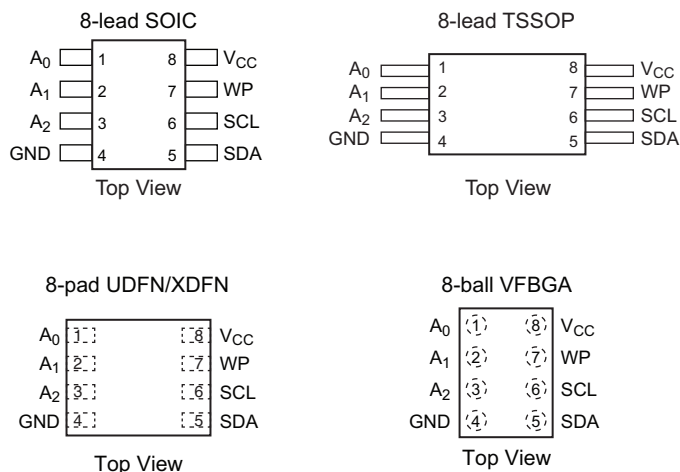 8-lead SOIC
A0 1 8 VCC
A1 2 7 WP
A2 3 6 SCL
GND 4 5 SDA
Top View
8-lead TSSOP
A0 1 8 VCC
A1 2 7 WP
A2 3 6 SCL
GND 4 5 SDA
Top View
8-pad UDFN/XDFN
A0 1 8 VCC
A1 2 7 WP
A2 3 6 SCL
GND 4 5 SDA
Top View
8-ball VFBGA
A0 1 8 VCC
A1 2 7 WP
A2 3 6 SCL
GND 4 5 SDA
Top View